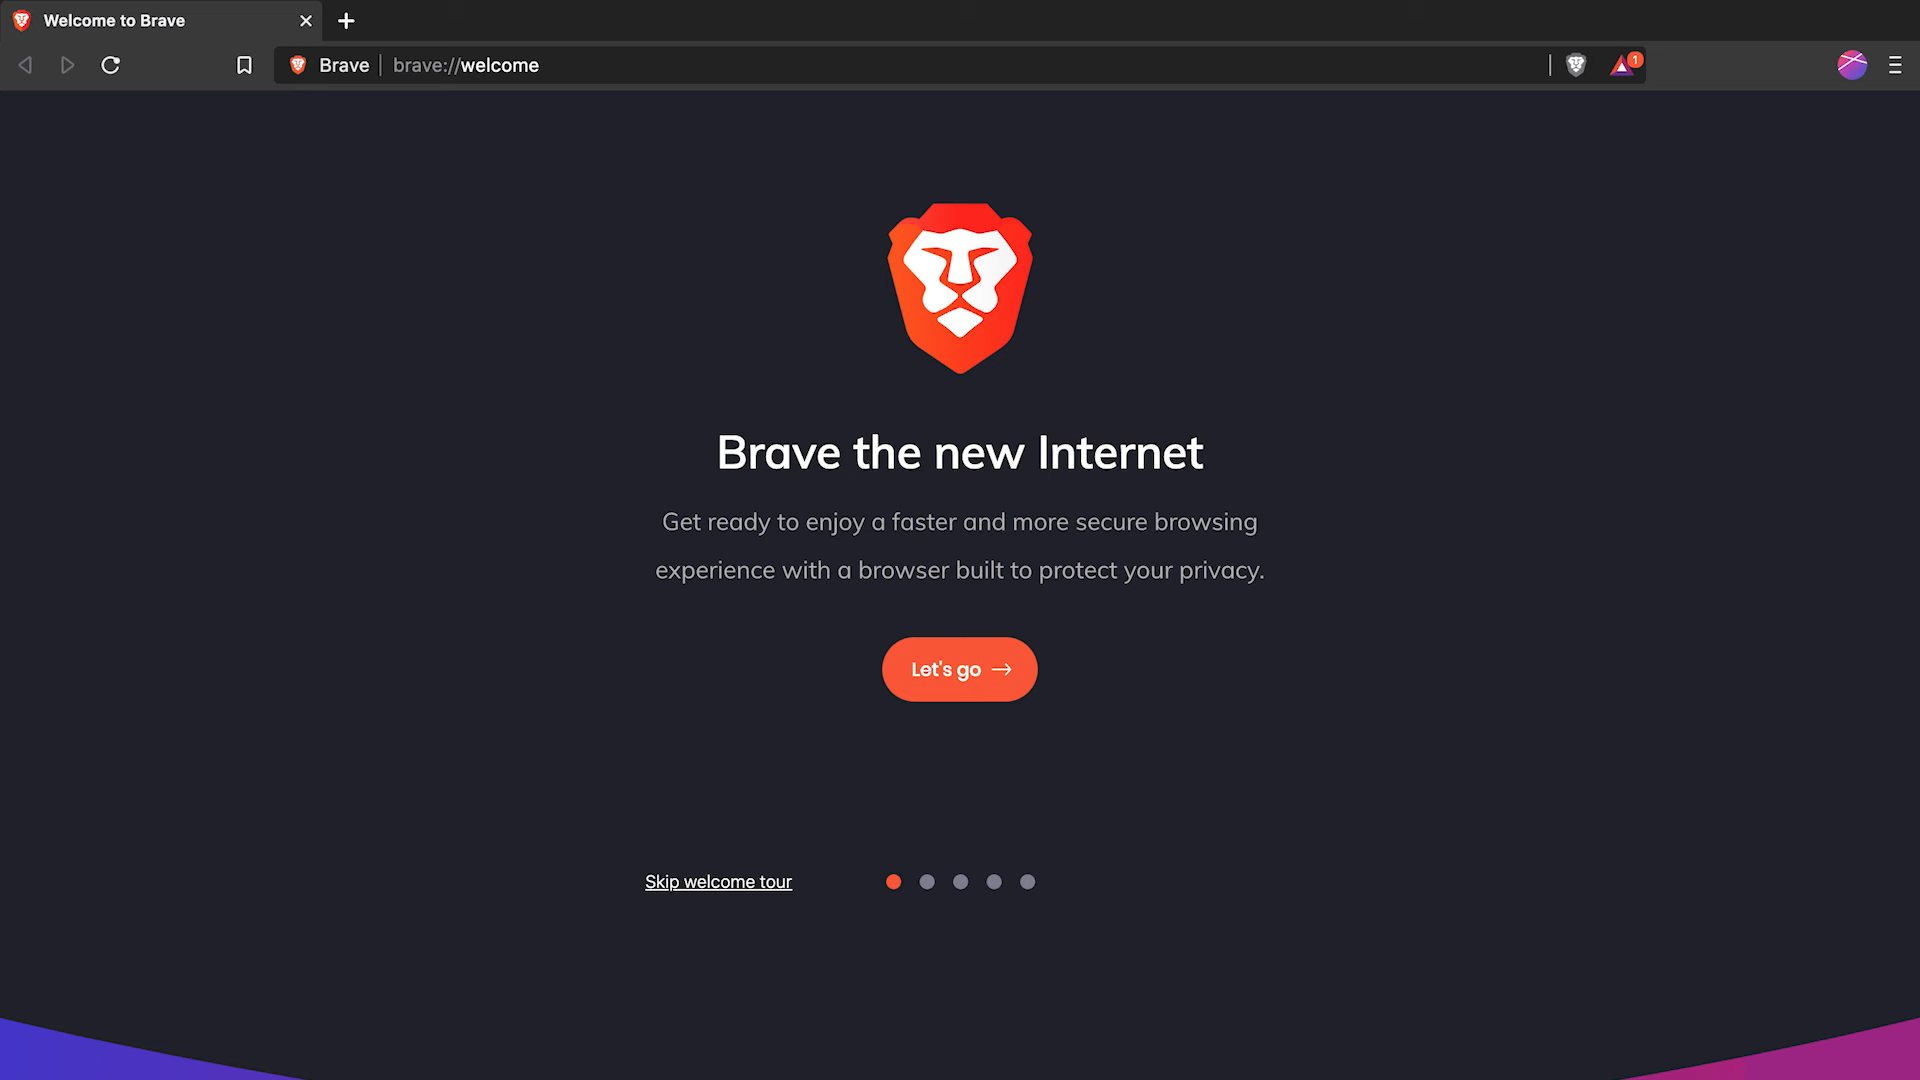 Welcome to Brave
Brave
brave://welcome
1
Brave the new Internet
Get ready to enjoy a faster and more secure browsing
experience with a browser built to protect your privacy.
Let's go
Skip welcome tour